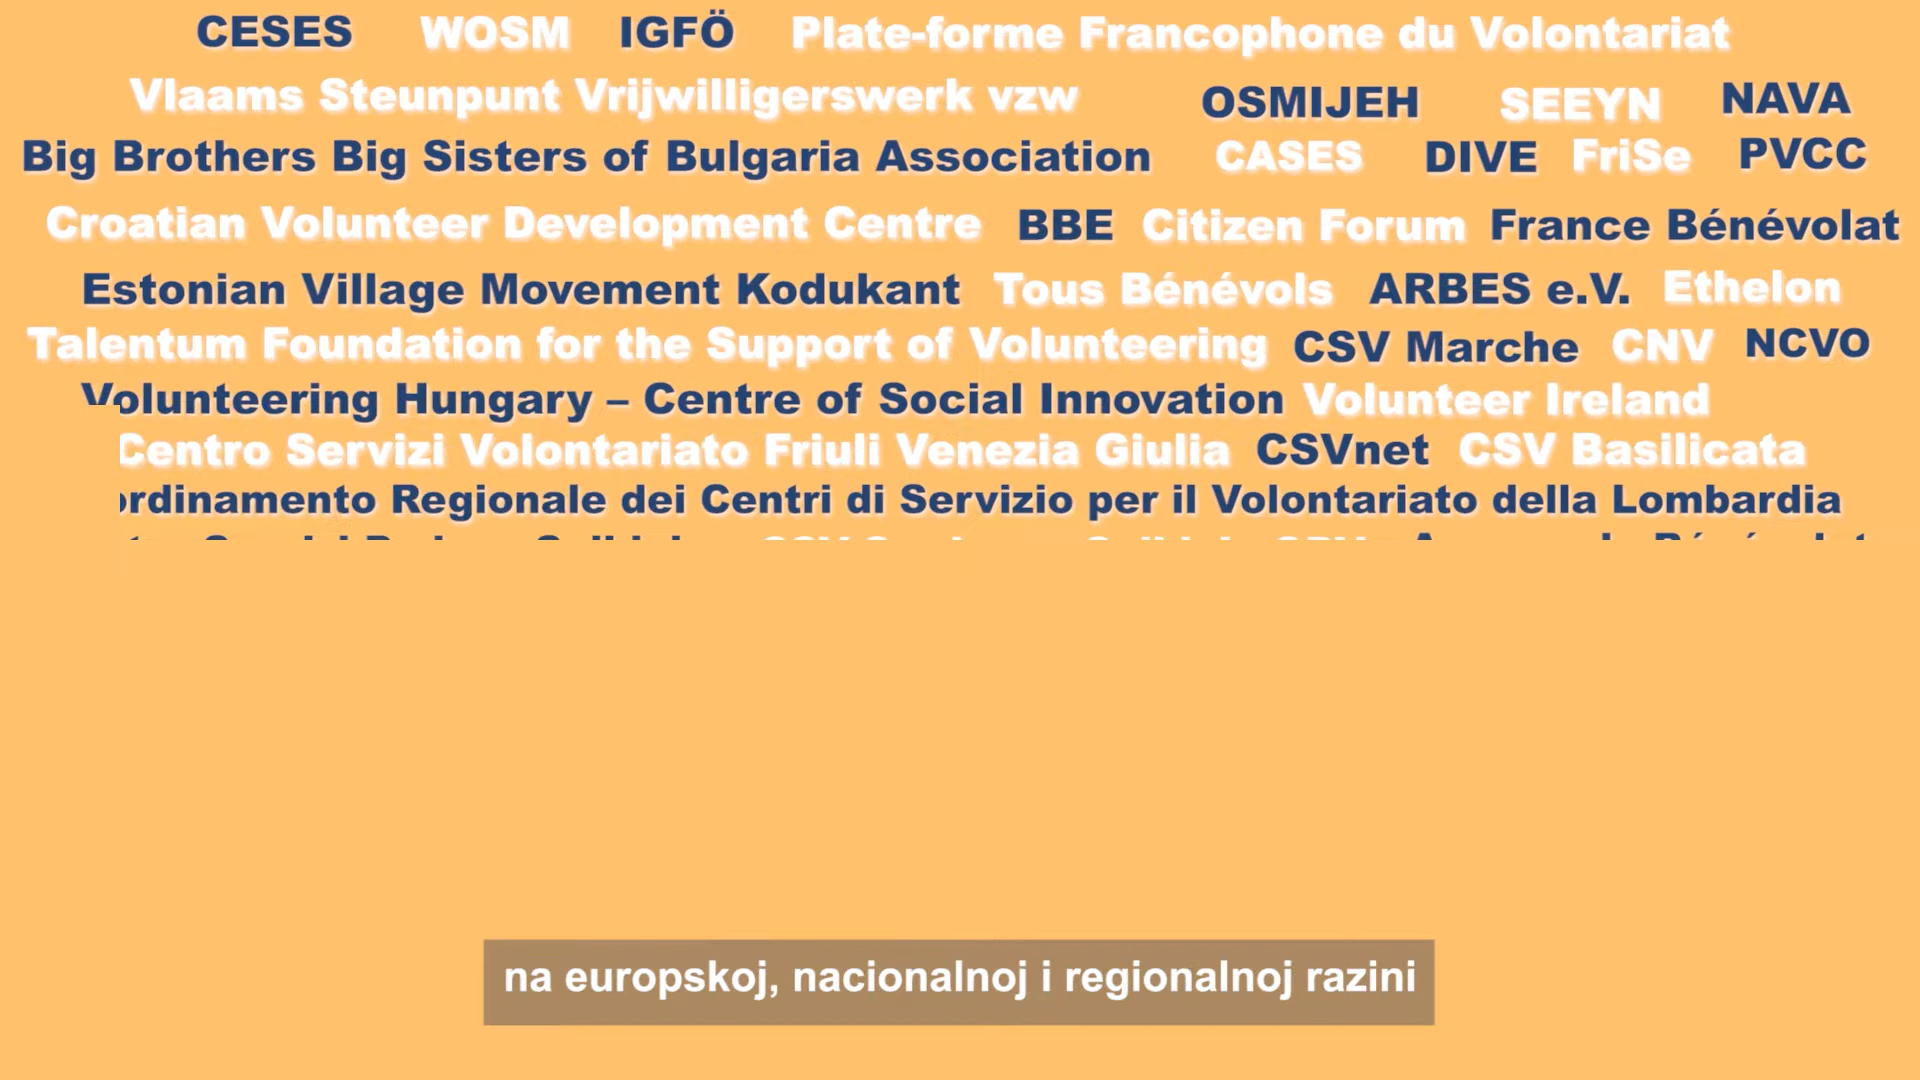 CESES WOSM IGFÖ Plate-forme Francophone du Volontariat
Vlaams Steunpunt Vrijwilligerswerk vzw OSMIJEH SEEYN NAVA
Big Brothers Big Sisters of Bulgaria Association CASES DIVE FriSe PVCC
Croatian Volunteer Development Centre BBE Citizen Forum France Bénévolat
Estonian Village Movement Kodukant Tous Bénévols ARBES e.V. Ethelon
Talentum Foundation for the Support of Volunteering CSV Marche CNV NCVO
Volunteering Hungary – Centre of Social Innovation Volunteer Ireland
Centro Servizi Volontariato Friuli Venezia Giulia CSVnet CSV Basilicata
ordinamento Regionale dei Centri di Servizio per il Volontariato della Lombardia
na europskoj, nacionalnoj i regionalnoj razini